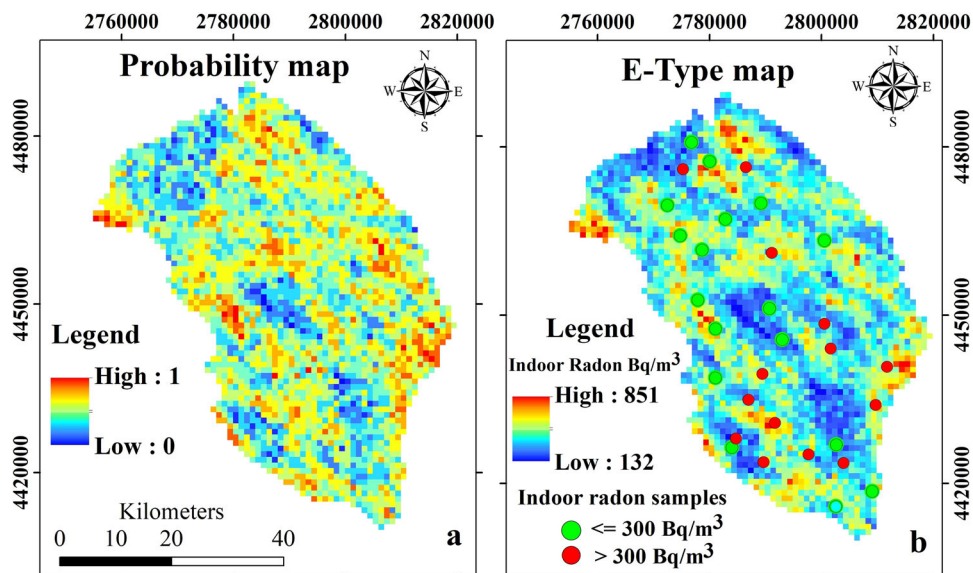 2760000 2780000 2800000 2820000
Probability map
N
W E
S
4480000
4450000
4420000
Legend
High : 1
Low : 0
Kilometers
0 20 40
a
2760000 2780000 2800000 2820000
E-Type map
N
W E
S
4480000
4450000
4420000
Legend
Indoor Radon Bq/m³
High : 851
Low : 132
Indoor radon samples
<= 300 Bq/m³
> 300 Bq/m³
b